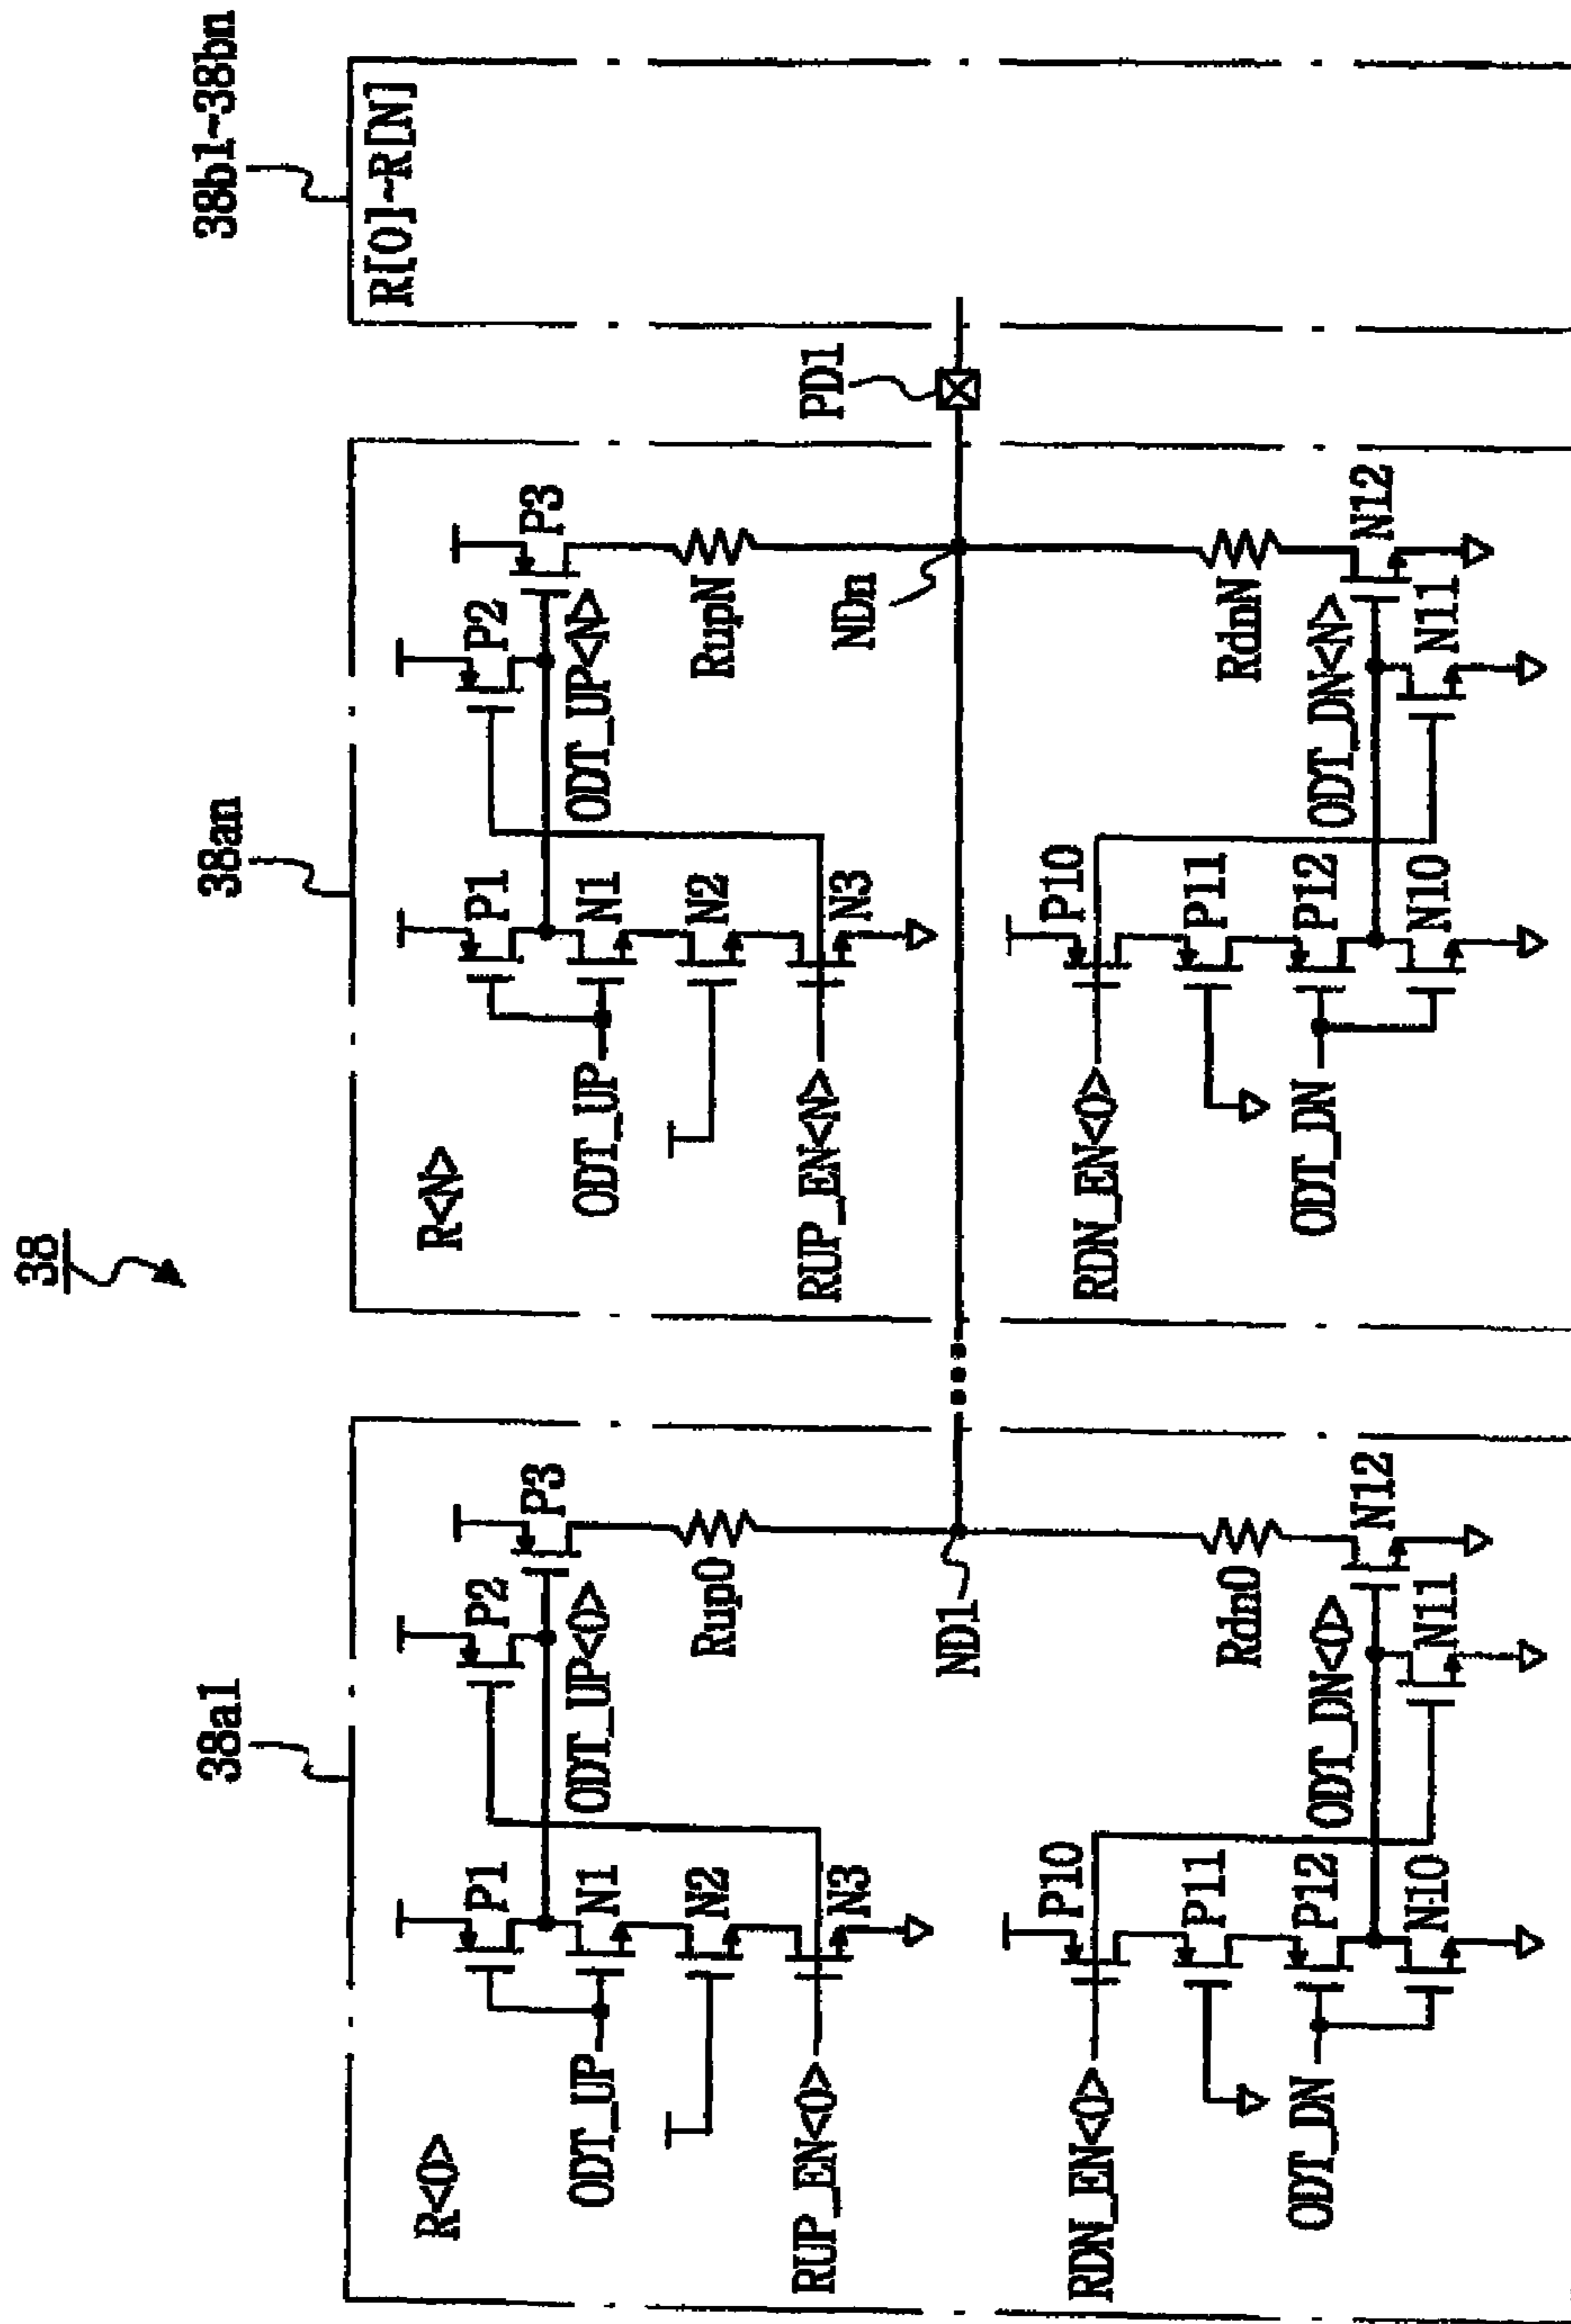 38
38a1
38an
38b1~38bn
R<0>
P1
P2
P3
ODT_UP
N1
ODT_UP<0>
N2
Rup0
RUP_EN<0>
N3
ND1
RDN_EN<0>
P10
P11
Rdn0
ODT_DN
P12
ODT_DN<0>
N10
N11
N12
R<N>
P1
P2
P3
ODT_UP
N1
ODT_UP<N>
N2
RupN
RUP_EN<N>
N3
NDn
PD1
RDN_EN<0>
P10
P11
RdnN
ODT_DN
P12
ODT_DN<N>
N10
N11
N12
R[0]~R[N]